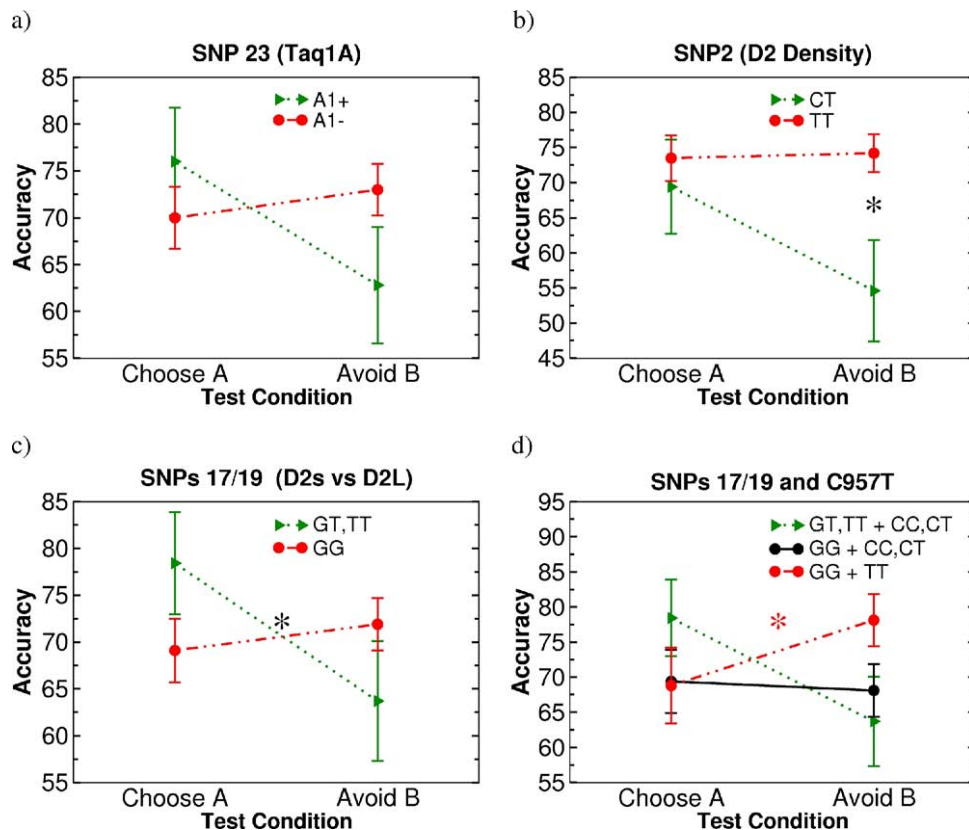 a)
SNP 23 (Taq1A)
85
80
75
70
65
60
55
Accuracy
A1+
A1-
Choose A
Avoid B
Test Condition
b)
SNP2 (D2 Density)
85
80
75
70
65
60
55
50
45
Accuracy
CT
TT
*
Choose A
Avoid B
Test Condition
c)
SNPs 17/19 (D2s vs D2L)
85
80
75
70
65
60
55
Accuracy
GT,TT
GG
*
Choose A
Avoid B
Test Condition
d)
SNPs 17/19 and C957T
95
90
85
80
75
70
65
60
55
Accuracy
GT,TT + CC,CT
GG + CC,CT
GG + TT
*
Choose A
Avoid B
Test Condition